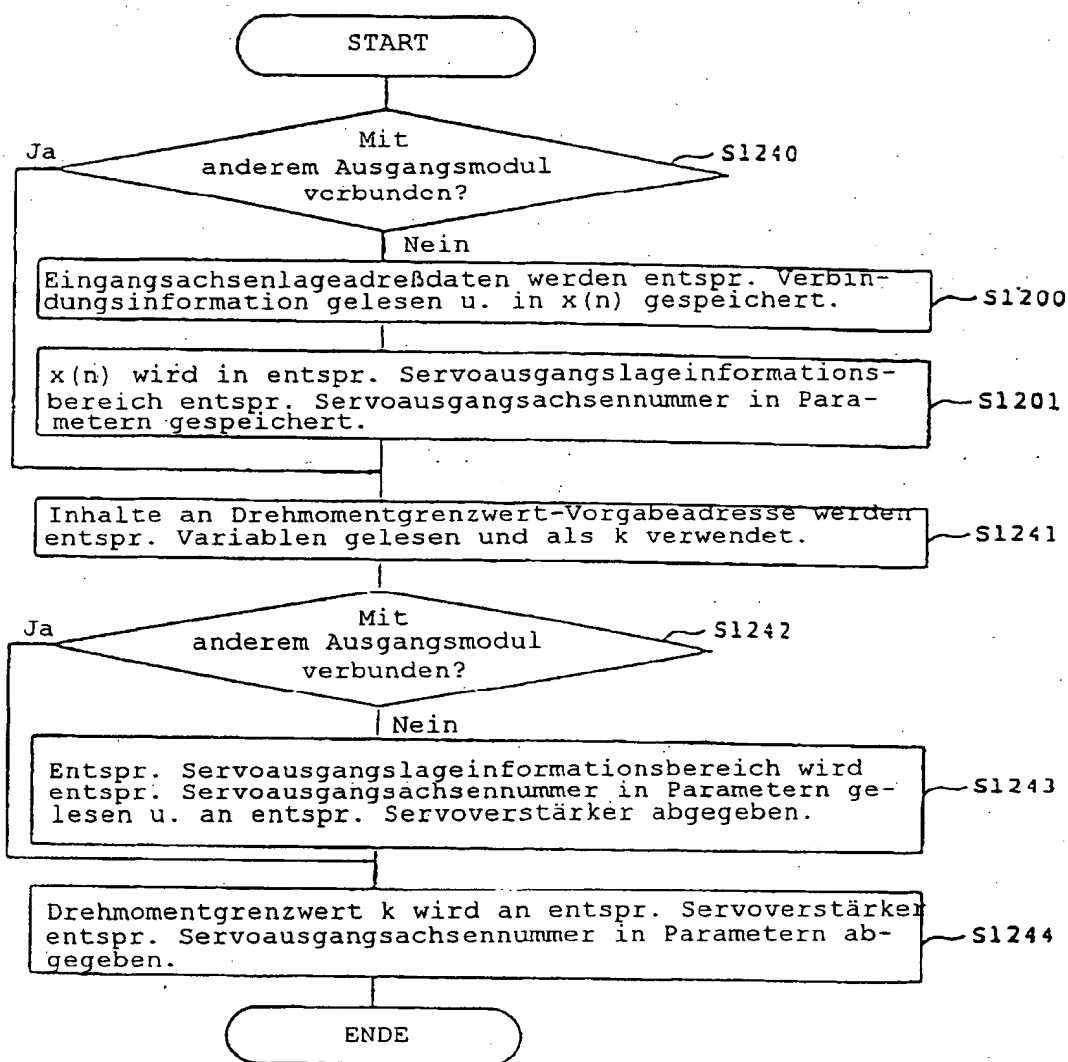 START
Mit
anderem Ausgangsmodul
verbunden?
Ja
S1240
Nein
Eingangsachsenlageadreßdaten werden entspr. Verbin-
dungsinformation gelesen u. in x(n) gespeichert.
S1200
x(n) wird in entspr. Servoausgangslageinformations-
bereich entspr. Servoausgangsachsennummer in Para-
metern gespeichert.
S1201
Inhalte an Drehmomentgrenzwert-Vorgabeadresse werden
entspr. Variablen gelesen und als k verwendet.
S1241
Mit
anderem Ausgangsmodul
verbunden?
Ja
S1242
Nein
Entspr. Servoausgangslageinformationsbereich wird
entspr. Servoausgangsachsennummer in Parametern ge-
lesen u. an entspr. Servoverstärker abgegeben.
S1243
Drehmomentgrenzwert k wird an entspr. Servoverstärker
entspr. Servoausgangsachsennummer in Parametern ab-
gegeben.
S1244
ENDE